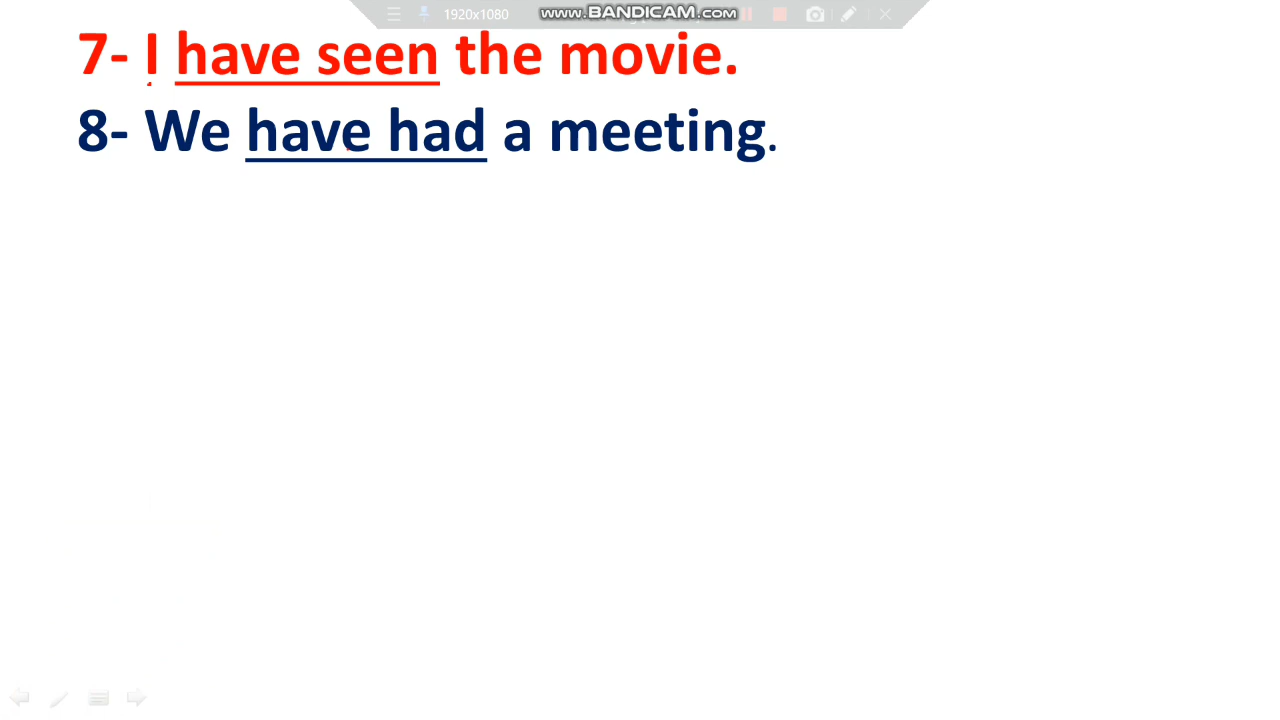 1920x1080 www.BANDICAM.com
7- I have seen the movie.
8- We have had a meeting.